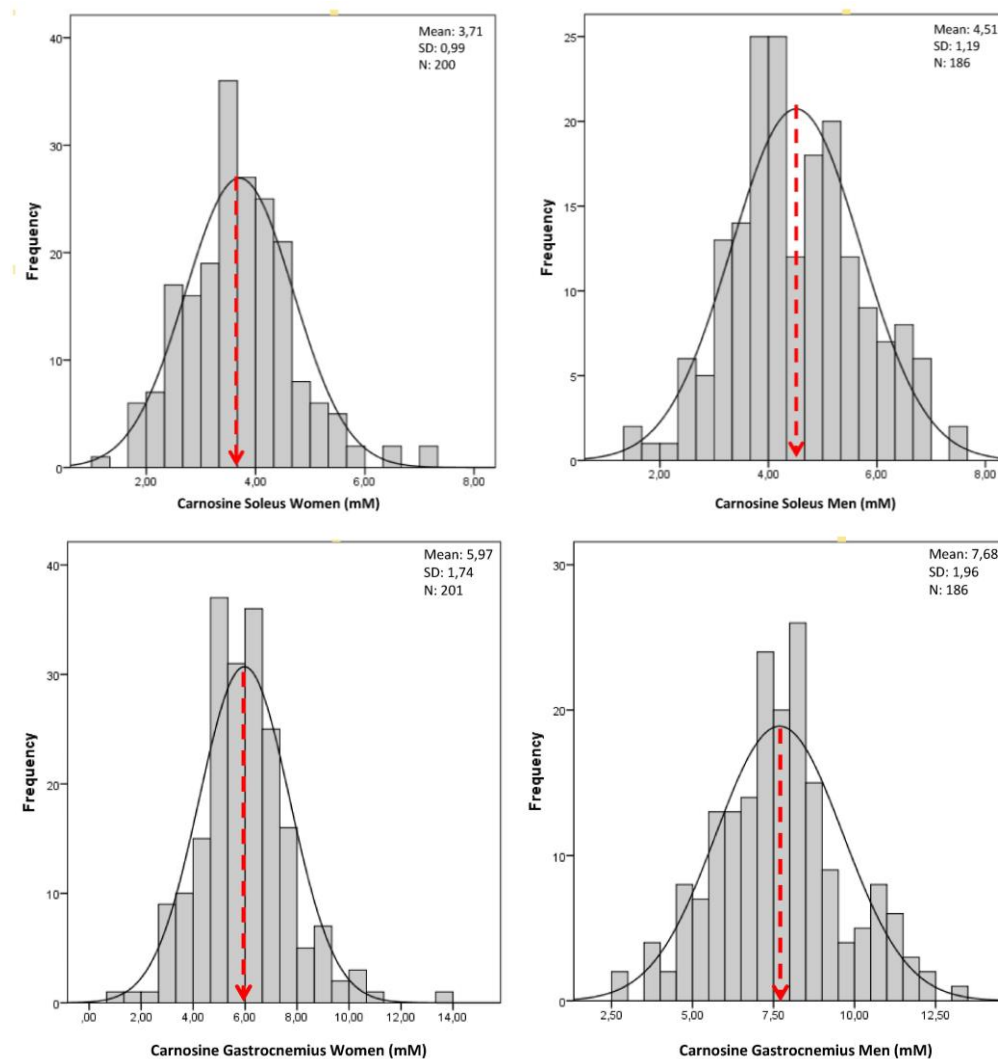 Mean: 3,71
SD: 0,99
N: 200
40
30
20
10
0
Frequency
2,00 4,00 6,00 8,00
Carnosine Soleus Women (mM)
Mean: 4,51
SD: 1,19
N: 186
25
20
15
10
5
0
Frequency
2,00 4,00 6,00 8,00
Carnosine Soleus Men (mM)
Mean: 5,97
SD: 1,74
N: 201
40
30
20
10
0
Frequency
,00 2,00 4,00 6,00 8,00 10,00 12,00 14,00
Carnosine Gastrocnemius Women (mM)
Mean: 7,68
SD: 1,96
N: 186
30
20
10
0
Frequency
2,50 5,00 7,50 10,00 12,50
Carnosine Gastrocnemius Men (mM)